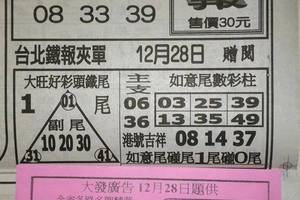 08 33 39
售價30元
台北鐵報夾單 12月28日 贈閱
大旺好彩頭鐵尾
1 01 尾
副尾
10 20 30
31 41
主支 如意尾數彩柱
06 03 25 39
36 13 35 49
港號吉祥 08 14 37
如意尾碰尾1尾碰0尾
大發廣告12月28日題供